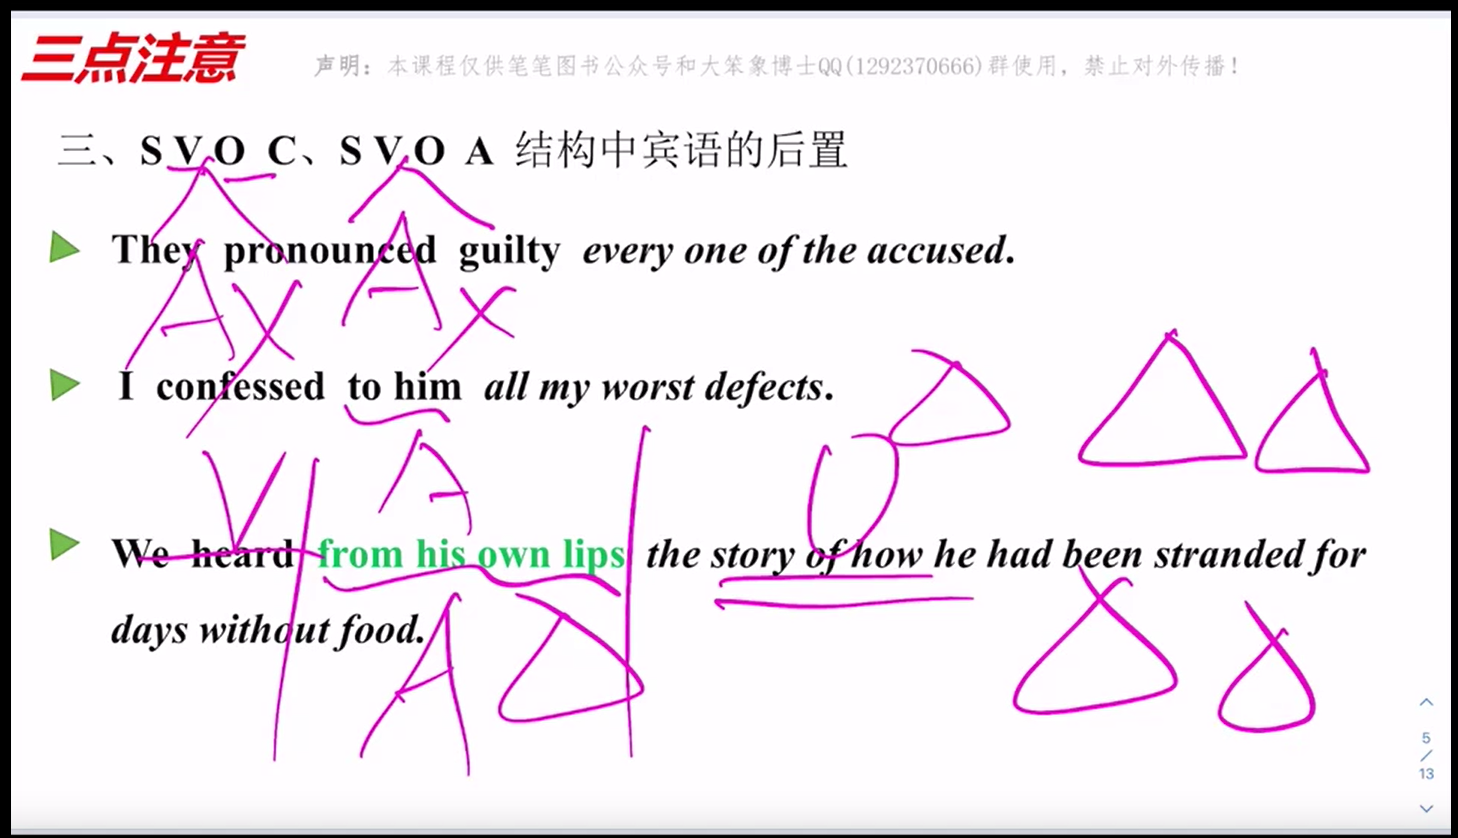 三点注意
声明：本课程仅供笔笔图书公众号和大笨象博士QQ(1292370666)群使用，禁止对外传播！
三、S V O C、S V O A 结构中宾语的后置
They pronounced guilty every one of the accused.
A X A X
I confessed to him all my worst defects.
V A O
We heard from his own lips the story of how he had been stranded for
days without food.
A
5
/
13